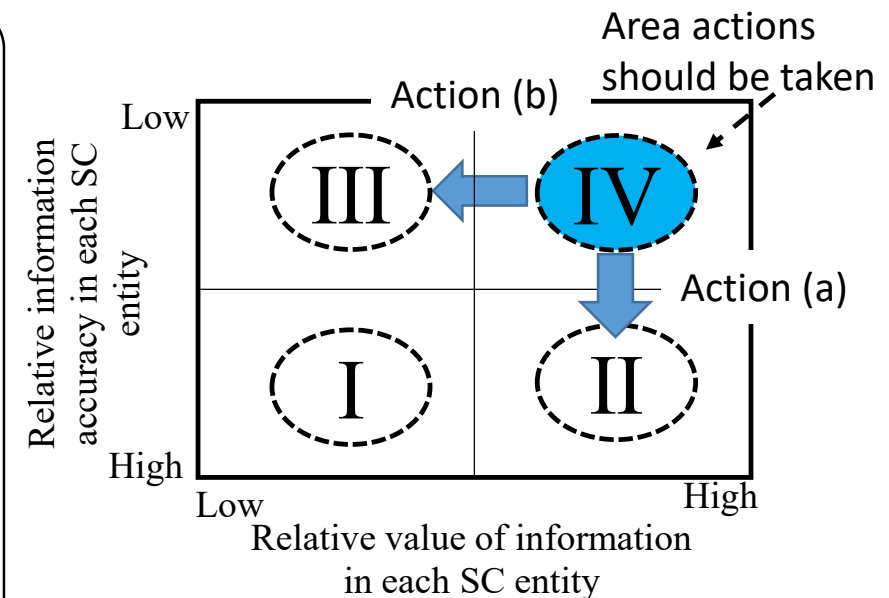 Area actions
should be taken
Action (b)
Low
III
IV
Relative information
accuracy in each SC
entity
Action (a)
I
II
High
Low
High
Relative value of information
in each SC entity